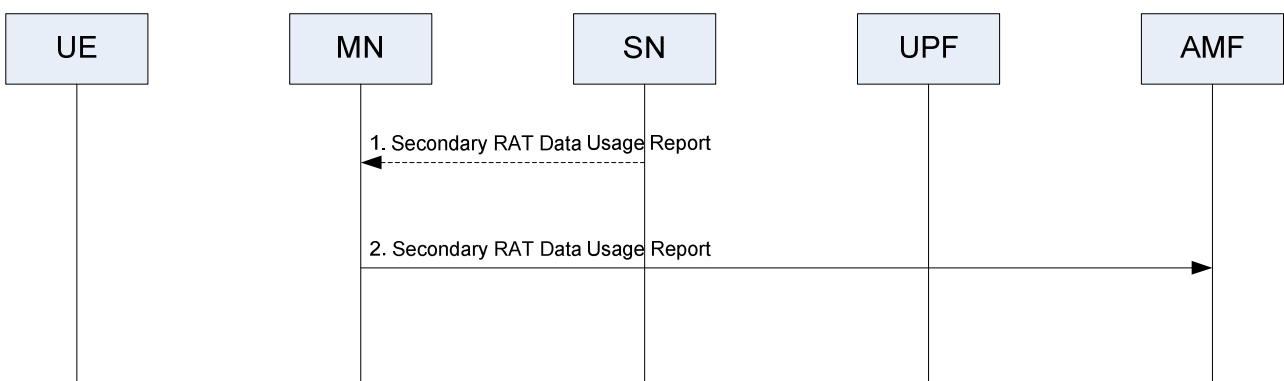 UE
MN
SN
UPF
AMF
1. Secondary RAT Data Usage Report
2. Secondary RAT Data Usage Report